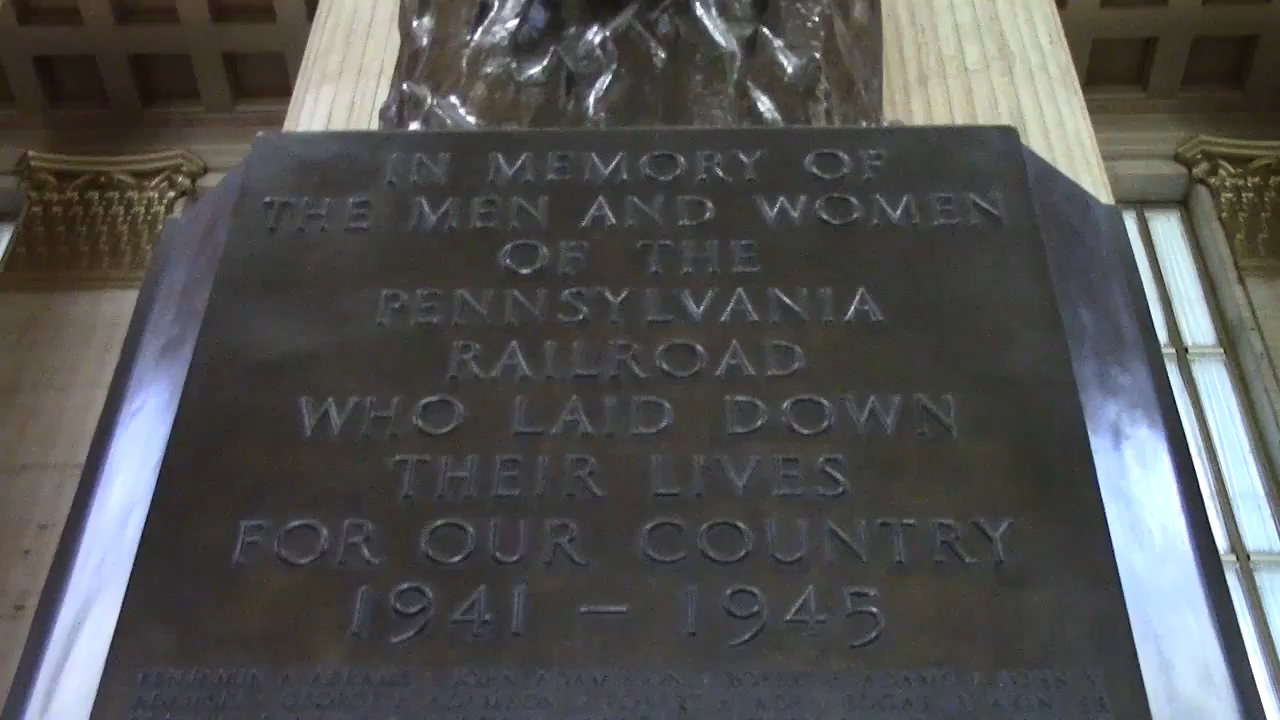 IN MEMORY OF
THE MEN AND WOMEN
OF THE
PENNSYLVANIA
RAILROAD
WHO LAID DOWN
THEIR LIVES
FOR OUR COUNTRY
1941 – 1945